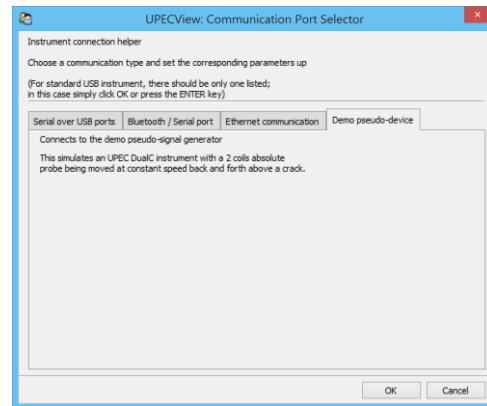 UPECView: Communication Port Selector
Instrument connection helper
Choose a communication type and set the corresponding parameters up
(For standard USB instrument, there should be only one listed;
in this case simply click OK or press the ENTER key)
Serial over USB ports
Bluetooth / Serial port
Ethernet communication
Demo pseudo-device
Connects to the demo pseudo-signal generator
This simulates an UPEC DualC instrument with a 2 coils absolute
probe being moved at constant speed back and forth above a crack.
OK
Cancel